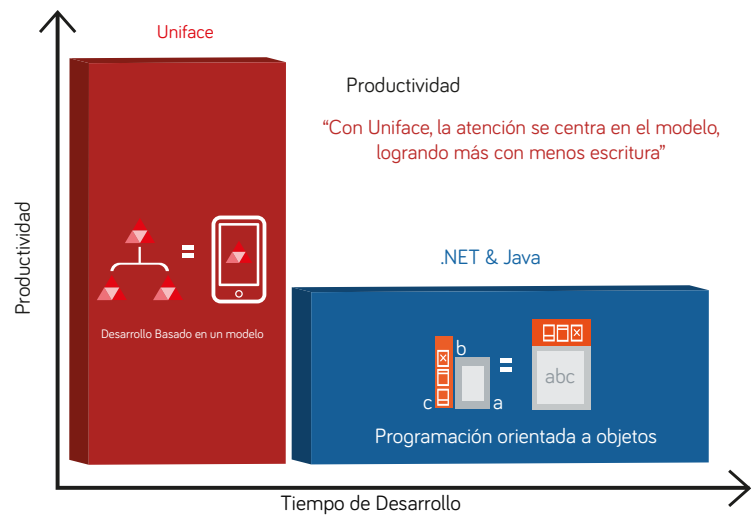 Uniface
Productividad
“Con Uniface, la atención se centra en el modelo,
logrando más con menos escritura”
Productividad
Desarrollo Basado en un modelo
.NET & Java
b
c
a
abc
Programación orientada a objetos
Tiempo de Desarrollo